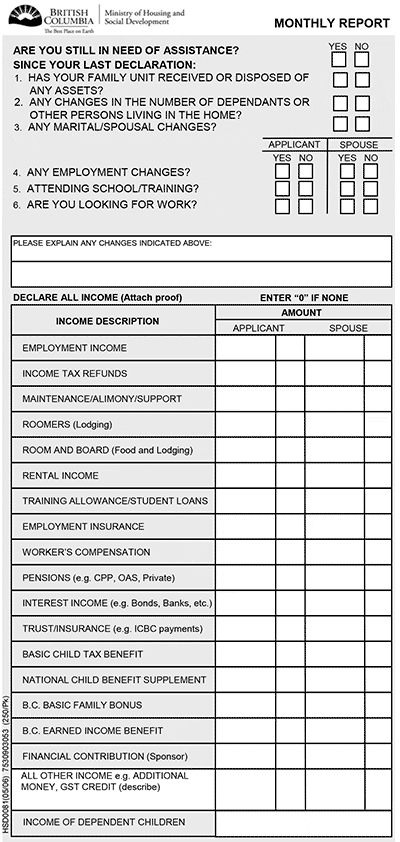 BRITISH COLUMBIA
The Best Place on Earth
Ministry of Housing and
Social Development
MONTHLY REPORT
ARE YOU STILL IN NEED OF ASSISTANCE?
YES NO
SINCE YOUR LAST DECLARATION:
1. HAS YOUR FAMILY UNIT RECEIVED OR DISPOSED OF
ANY ASSETS?
2. ANY CHANGES IN THE NUMBER OF DEPENDANTS OR
OTHER PERSONS LIVING IN THE HOME?
3. ANY MARITAL/SPOUSAL CHANGES?
APPLICANT SPOUSE
YES NO YES NO
4. ANY EMPLOYMENT CHANGES?
5. ATTENDING SCHOOL/TRAINING?
6. ARE YOU LOOKING FOR WORK?
PLEASE EXPLAIN ANY CHANGES INDICATED ABOVE:
DECLARE ALL INCOME (Attach proof) ENTER "0" IF NONE
INCOME DESCRIPTION
AMOUNT
APPLICANT SPOUSE
EMPLOYMENT INCOME
INCOME TAX REFUNDS
MAINTENANCE/ALIMONY/SUPPORT
ROOMERS (Lodging)
ROOM AND BOARD (Food and Lodging)
RENTAL INCOME
TRAINING ALLOWANCE/STUDENT LOANS
EMPLOYMENT INSURANCE
WORKER'S COMPENSATION
PENSIONS (e.g. CPP, OAS, Private)
INTEREST INCOME (e.g. Bonds, Banks, etc.)
TRUST/INSURANCE (e.g. ICBC payments)
BASIC CHILD TAX BENEFIT
NATIONAL CHILD BENEFIT SUPPLEMENT
B.C. BASIC FAMILY BONUS
B.C. EARNED INCOME BENEFIT
FINANCIAL CONTRIBUTION (Sponsor)
ALL OTHER INCOME e.g. ADDITIONAL
MONEY, GST CREDIT (describe)
INCOME OF DEPENDENT CHILDREN
HSD0081(05/06) 7530903053 (250/Pk)